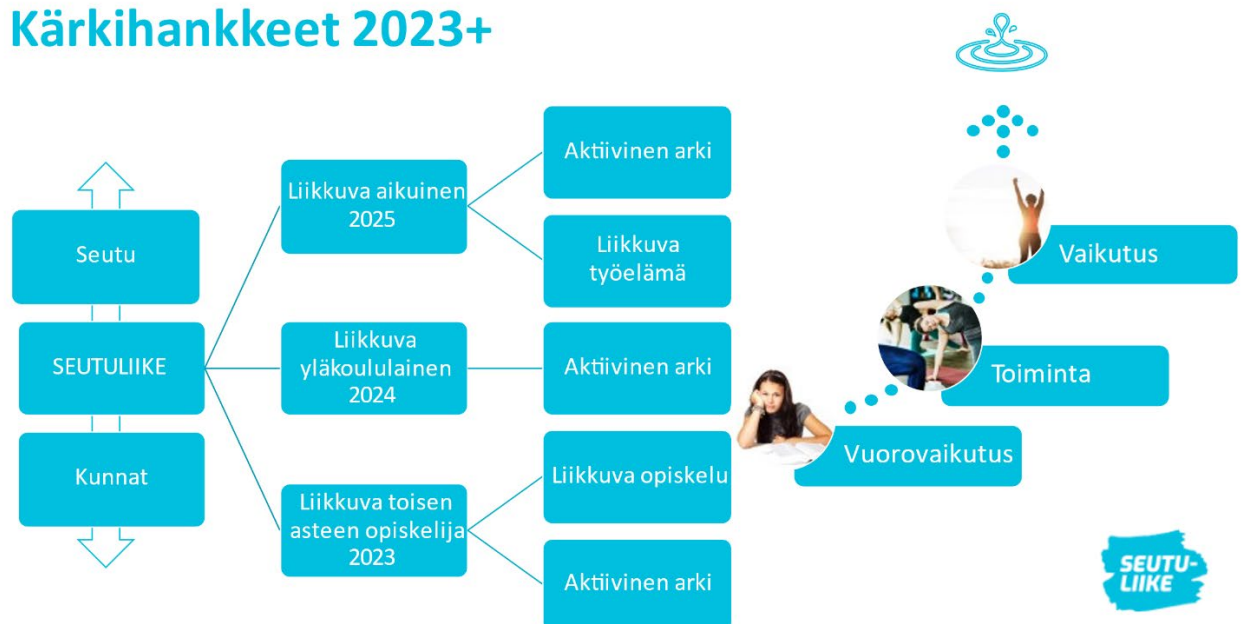 Kärkihankkeet 2023+
Seutu
SEUTULIIKE
Kunnat
Liikkuva aikuinen
2025
Liikkuva
yläkoululainen
2024
Liikkuva toisen
asteen opiskelija
2023
Aktiivinen arki
Liikkuva
työelämä
Aktiivinen arki
Liikkuva opiskelu
Aktiivinen arki
Vaikutus
Toiminta
Vuorovaikutus
SEUTU-
LIIKE